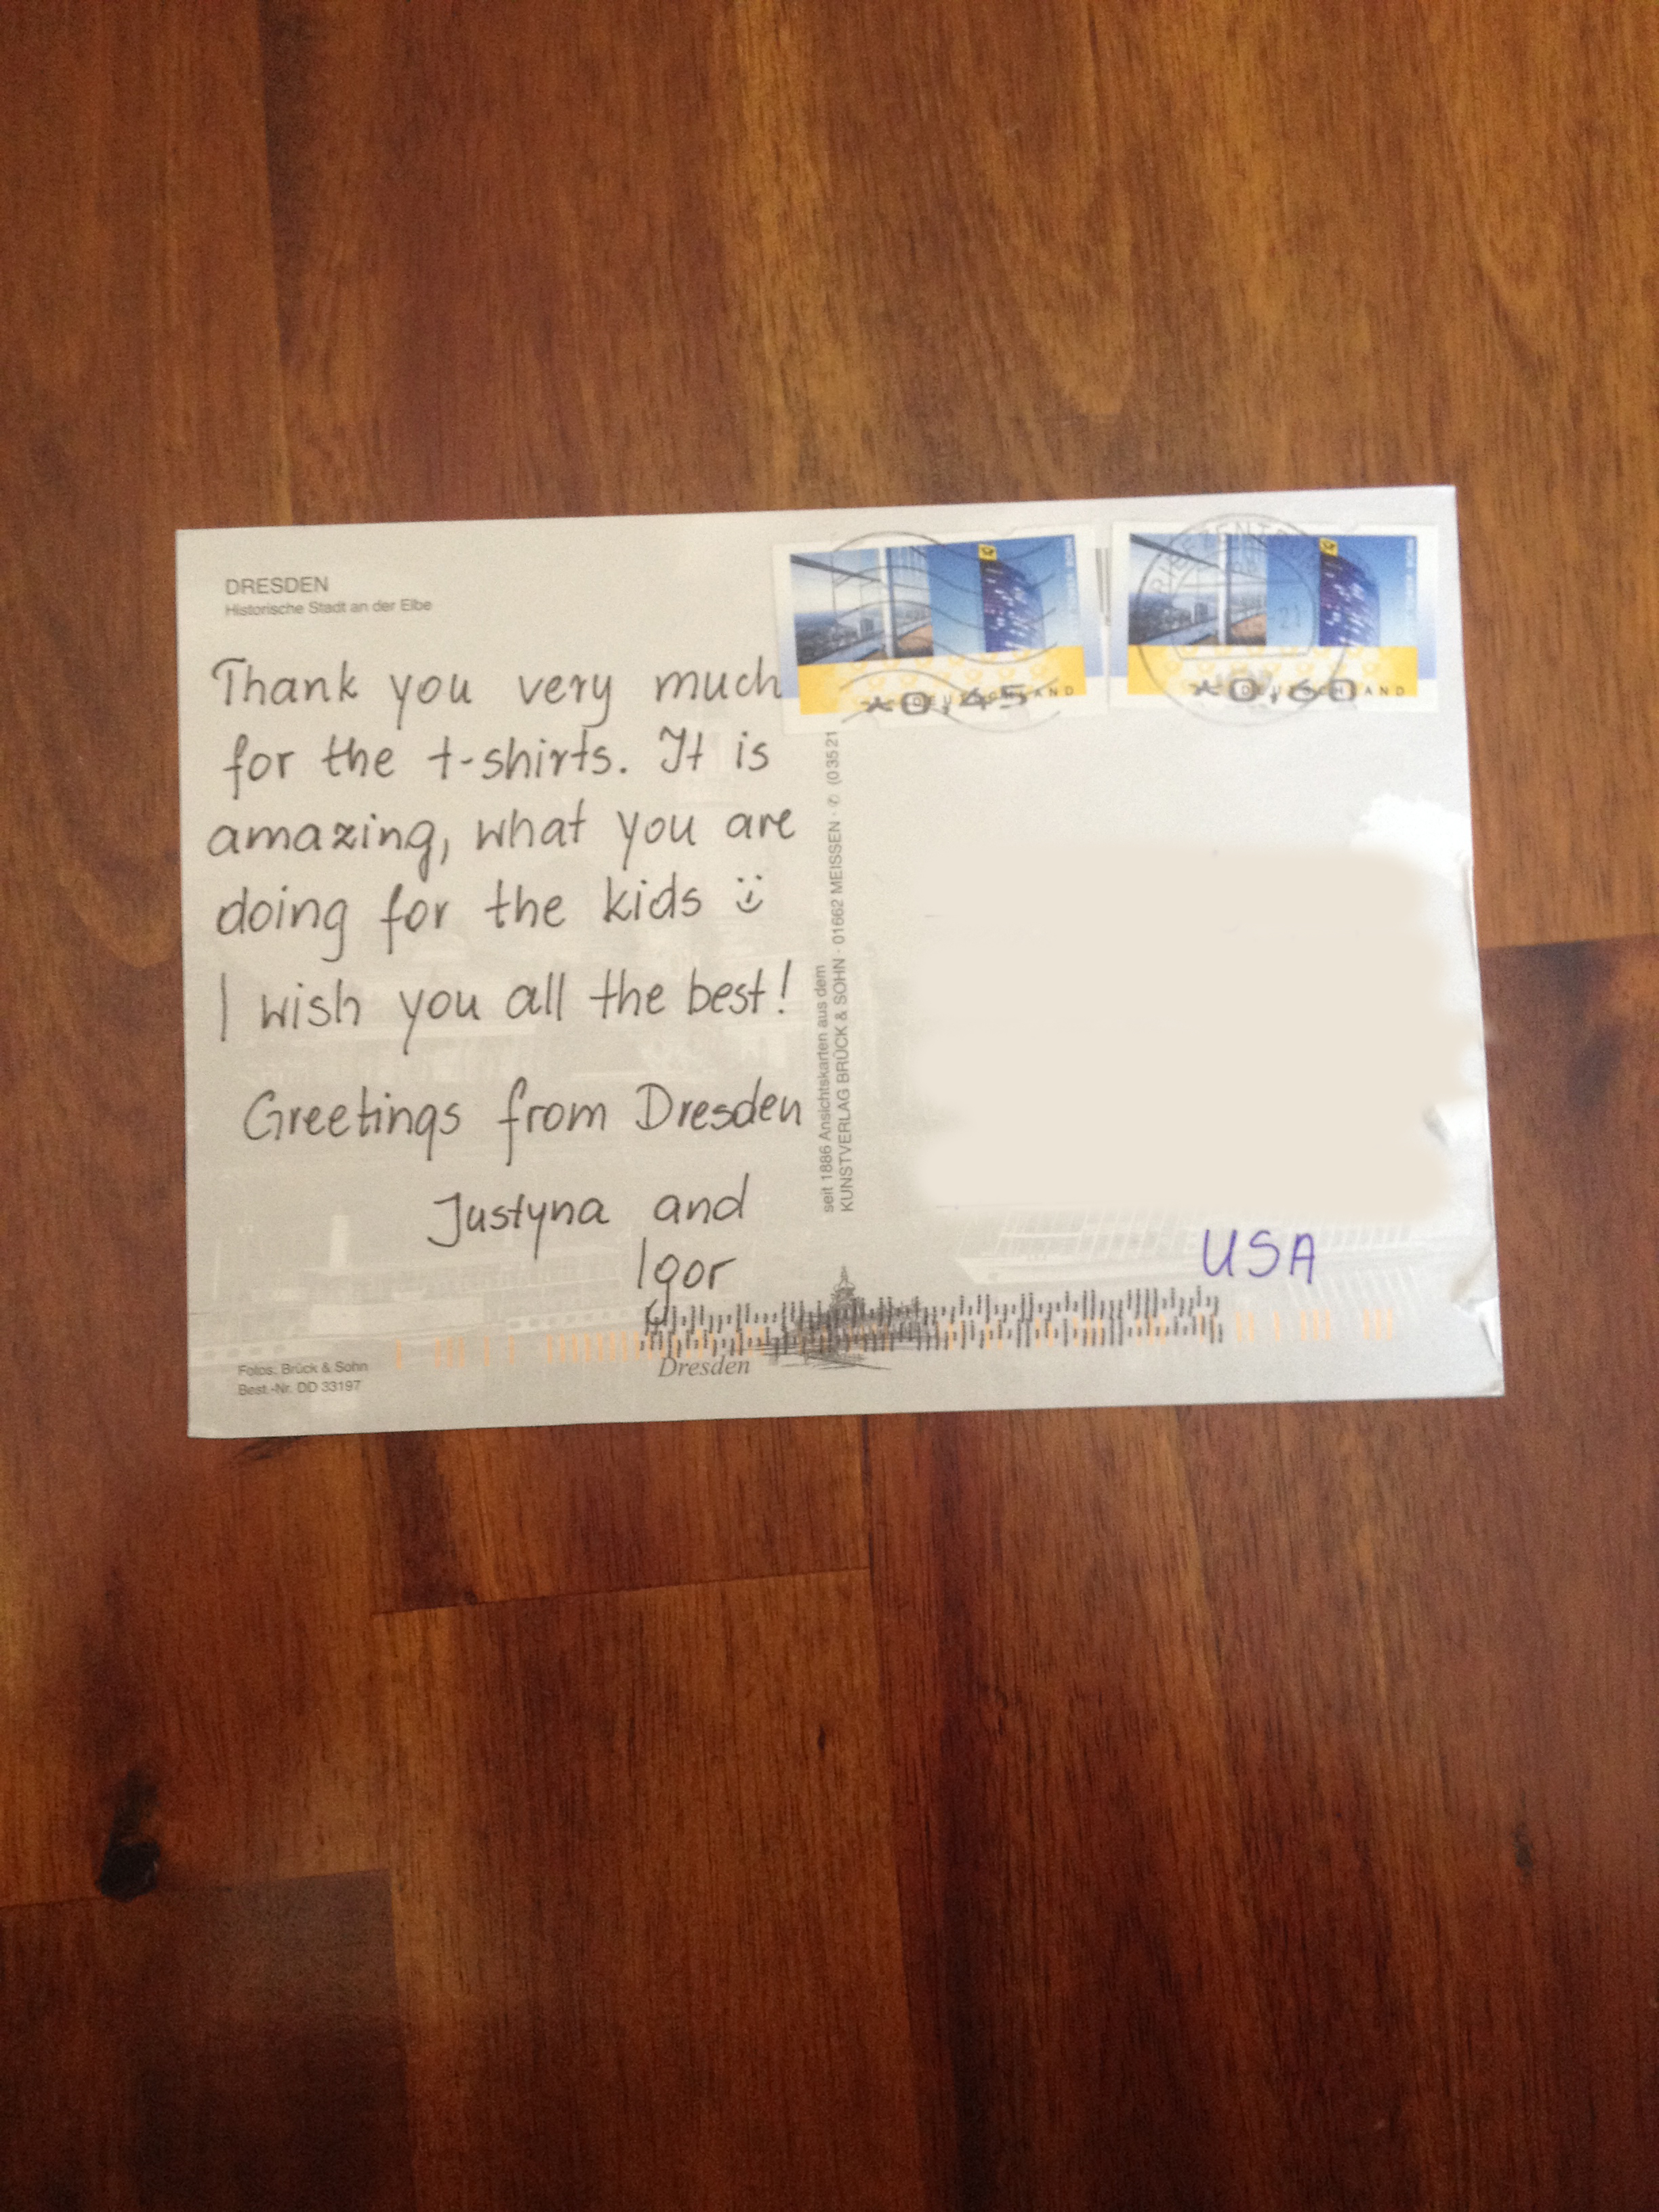 DRESDEN
Historische Stadt an der Elbe
Thank you very much
for the t-shirts. It is
amazing, what you are
doing for the kids
I wish you all the best!
Greetings from Dresden
Justyna and
Igor
Fotos: Brück & Sohn
Best.-Nr. DD 33197
Dresden
seit 1886 Ansichtskarten aus dem
KUNSTVERLAG BRÜCK & SOHN · 01662 MEISSEN · ✆ (03521
DEUTSCHLAND
0,45
DEUTSCHLAND
0,60
USA